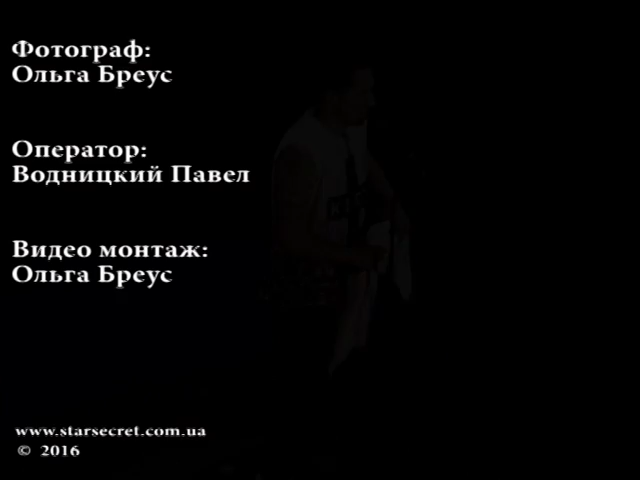 Фотограф:
Ольга Бреус
Оператор:
Водницкий Павел
Видео монтаж:
Ольга Бреус
www.starsecret.com.ua
© 2016